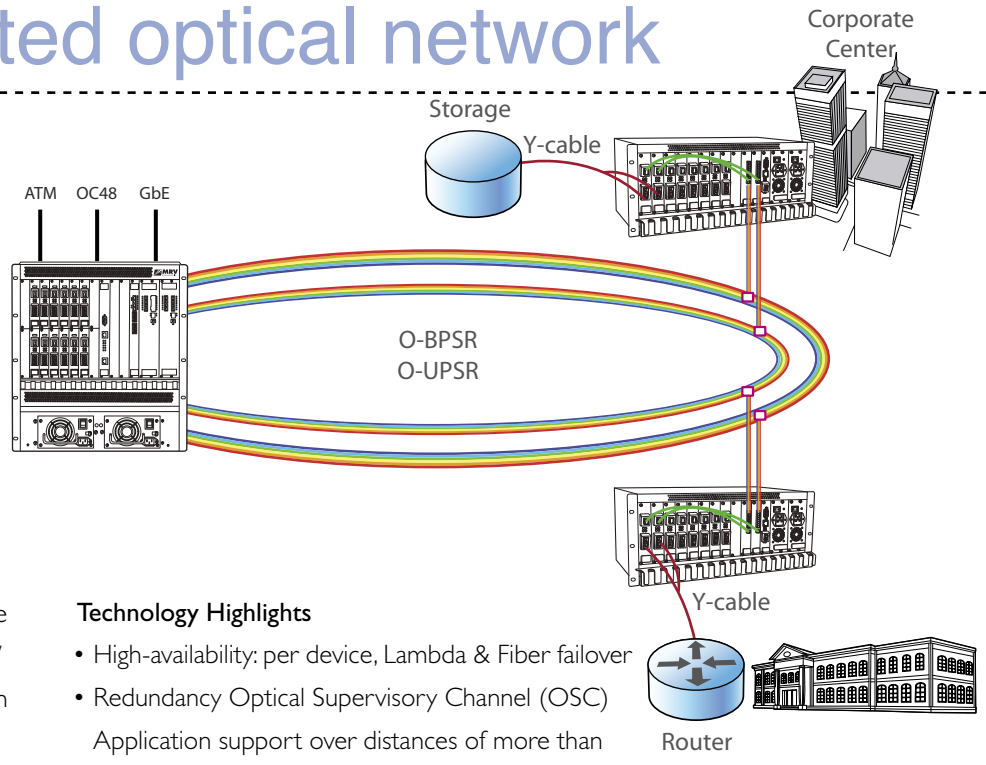 ted optical network
Corporate
Center
Storage
Y-cable
ATM OC48 GbE
MRV
O-BPSR
O-UPSR
Y-cable
Router
e
y
n
Technology Highlights
• High-availability: per device, Lambda & Fiber failover
• Redundancy Optical Supervisory Channel (OSC)
Application support over distances of more than